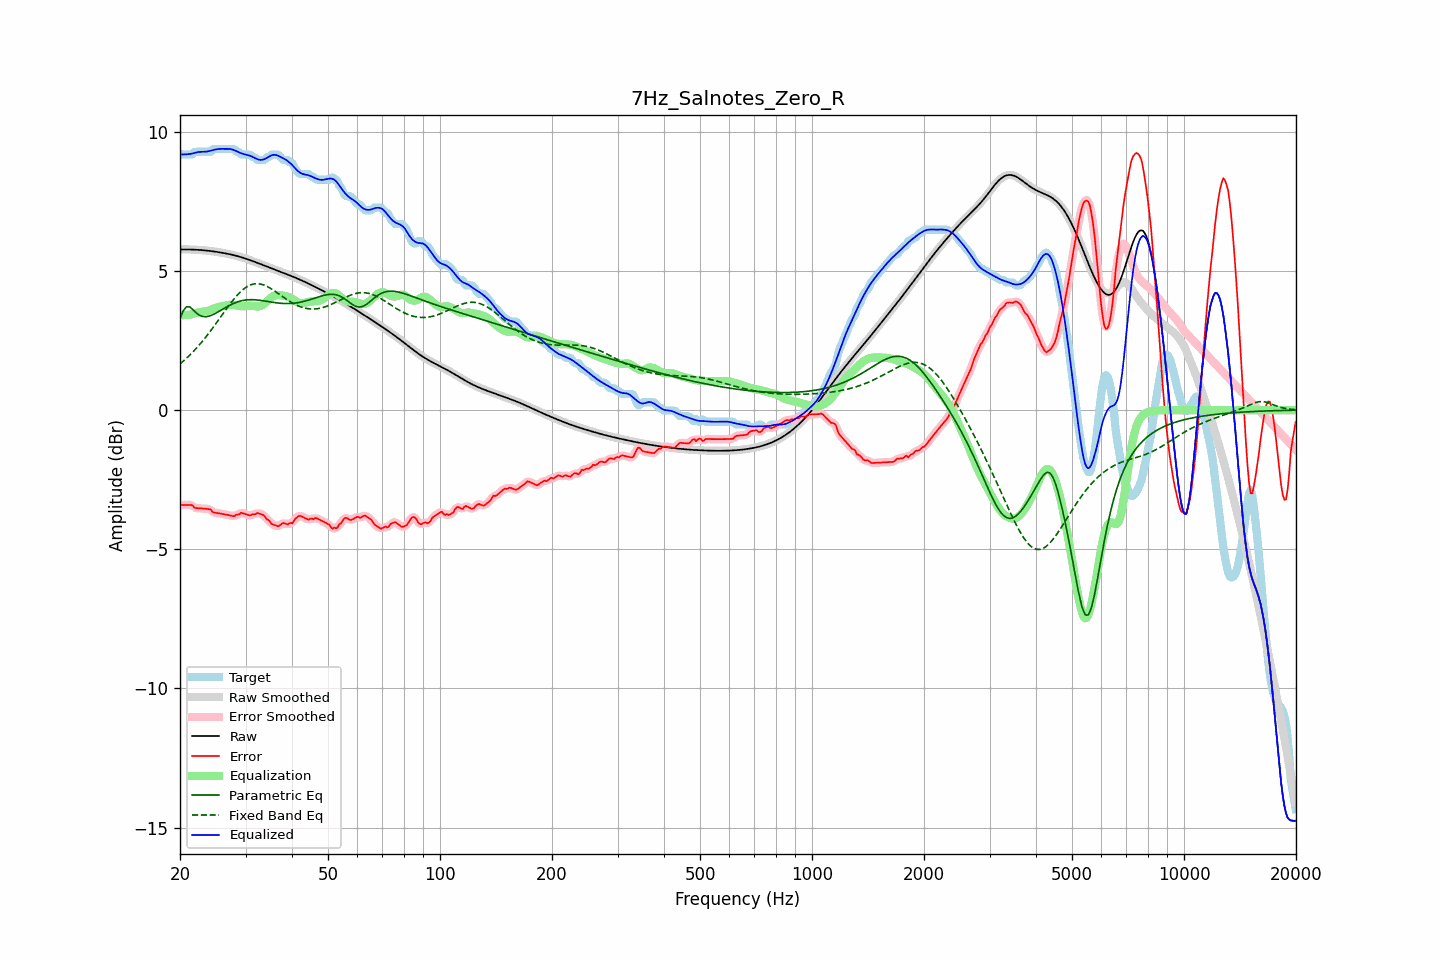 7Hz_Salnotes_Zero_R
10
5
0
−5
−10
−15
Amplitude (dBr)
Target
Raw Smoothed
Error Smoothed
Raw
Error
Equalization
Parametric Eq
Fixed Band Eq
Equalized
20 50 100 200 500 1000 2000 5000 10000 20000
Frequency (Hz)